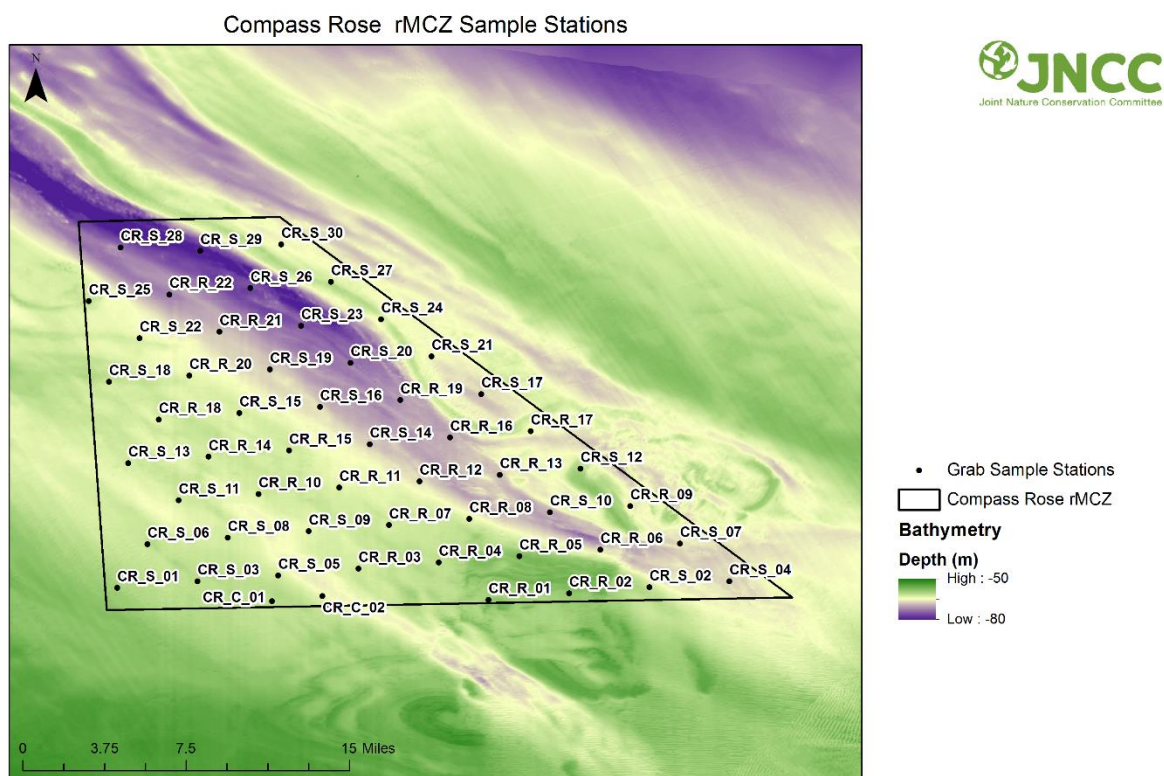 Compass Rose rMCZ Sample Stations
N
JNCC
Joint Nature Conservation Committee
CR_S_30
CR_S_28
CR_S_29
CR_S_27
CR_S_26
CR_R_22
CR_S_25
CR_S_24
CR_S_23
CR_R_21
CR_S_22
CR_S_21
CR_S_20
CR_S_19
CR_R_20
CR_S_18
CR_S_17
CR_R_19
CR_S_16
CR_S_15
CR_R_18
CR_R_17
CR_R_16
CR_S_14
CR_R_15
CR_R_14
CR_S_13
CR_S_12
CR_R_13
CR_R_12
CR_R_11
CR_R_10
CR_S_11
CR_R_09
CR_S_10
CR_R_08
CR_R_07
CR_S_09
CR_S_08
CR_S_06
CR_S_07
CR_R_06
CR_R_05
CR_R_04
CR_R_03
CR_S_05
CR_S_03
CR_S_01
CR_S_04
CR_S_02
CR_R_02
CR_R_01
CR_C_01
CR_C_02
Grab Sample Stations
Compass Rose rMCZ
Bathymetry
Depth (m)
High : -50
Low : -80
0 3.75 7.5 15 Miles